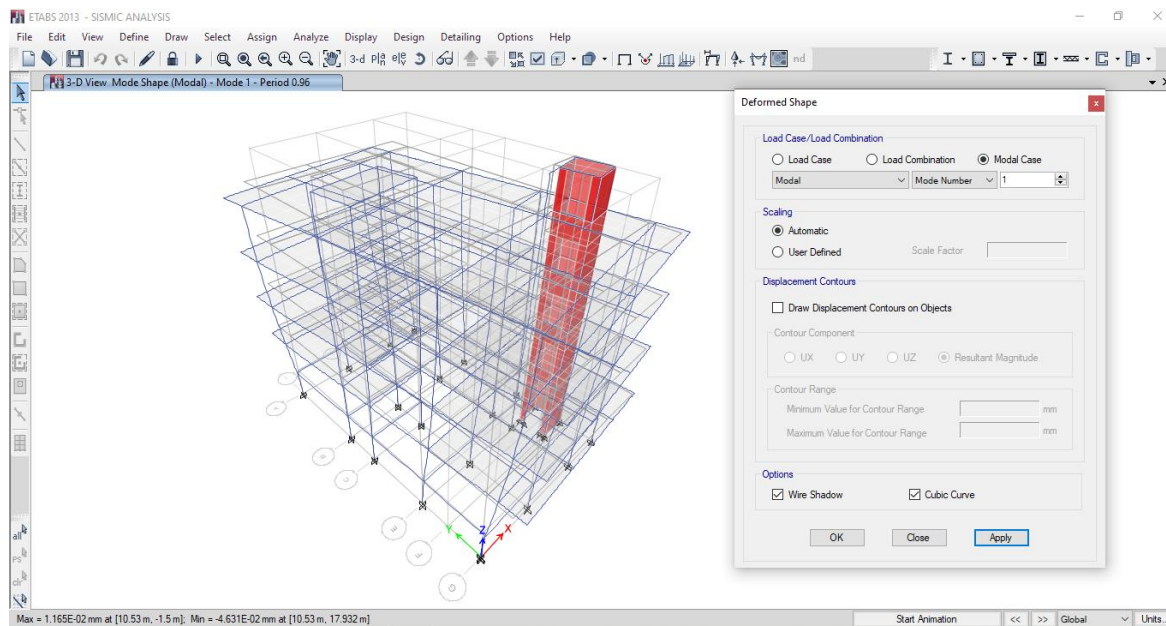 ETABS 2013 - SISMIC ANALYSIS
File Edit View Define Draw Select Assign Analyze Display Design Detailing Options Help
3-d nd
3-D View Mode Shape (Modal) - Mode 1 - Period 0.96
Deformed Shape
Load Case/Load Combination
Load Case Load Combination Modal Case
Modal Mode Number 1
Scaling
Automatic
User Defined Scale Factor
Displacement Contours
Draw Displacement Contours on Objects
Contour Component
UX UY UZ Resultant Magnitude
Contour Range
Minimum Value for Contour Range mm
Maximum Value for Contour Range mm
Options
Wire Shadow Cubic Curve
OK Close Apply
Y Z X
all
ps
clr
Max = 1.165E-02 mm at [10.53 m, -1.5 m]; Min = -4.631E-02 mm at [10.53 m, 17.932 m] Start Animation << >> Global Units...